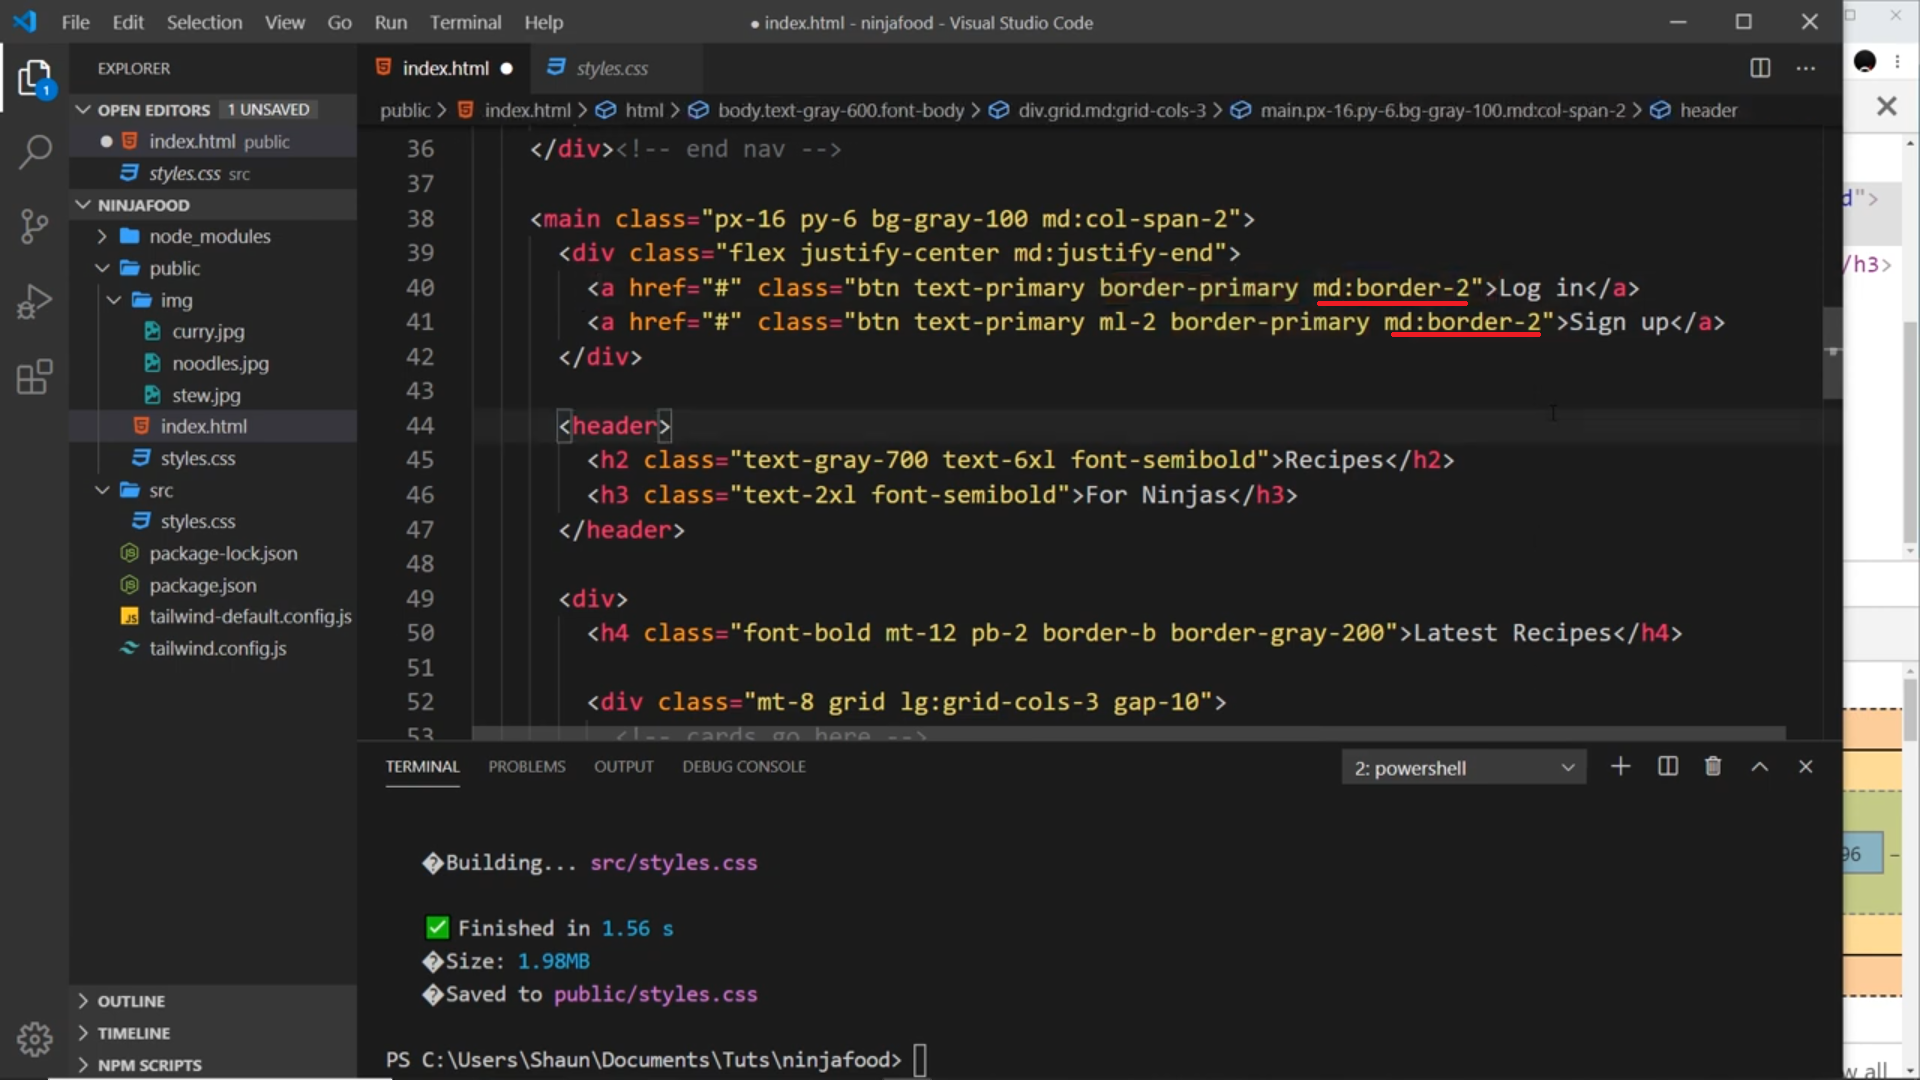 File Edit Selection View Go Run Terminal Help
● index.html - ninjafood - Visual Studio Code
EXPLORER
OPEN EDITORS 1 UNSAVED
index.html public
styles.css src
NINJAFOOD
node_modules
public
img
curry.jpg
noodles.jpg
stew.jpg
index.html
styles.css
src
styles.css
package-lock.json
package.json
tailwind-default.config.js
tailwind.config.js
OUTLINE
TIMELINE
NPM SCRIPTS
1
index.html ●
styles.css
public > index.html > html > body.text-gray-600.font-body > div.grid.md:grid-cols-3 > main.px-16.py-6.bg-gray-100.md:col-span-2 > header
36 </div><!-- end nav -->
37
38 <main class="px-16 py-6 bg-gray-100 md:col-span-2">
39 <div class="flex justify-center md:justify-end">
40 <a href="#" class="btn text-primary border-primary md:border-2">Log in</a>
41 <a href="#" class="btn text-primary ml-2 border-primary md:border-2">Sign up</a>
42 </div>
43
44 <header>
45 <h2 class="text-gray-700 text-6xl font-semibold">Recipes</h2>
46 <h3 class="text-2xl font-semibold">For Ninjas</h3>
47 </header>
48
49 <div>
50 <h4 class="font-bold mt-12 pb-2 border-b border-gray-200">Latest Recipes</h4>
51
52 <div class="mt-8 grid lg:grid-cols-3 gap-10">
53 <!-- cards go here -->
TERMINAL PROBLEMS OUTPUT DEBUG CONSOLE
2: powershell
�Building... src/styles.css
✅ Finished in 1.56 s
�Size: 1.98MB
�Saved to public/styles.css
PS C:\Users\Shaun\Documents\Tuts\ninjafood>
d">
/h3>
96
all